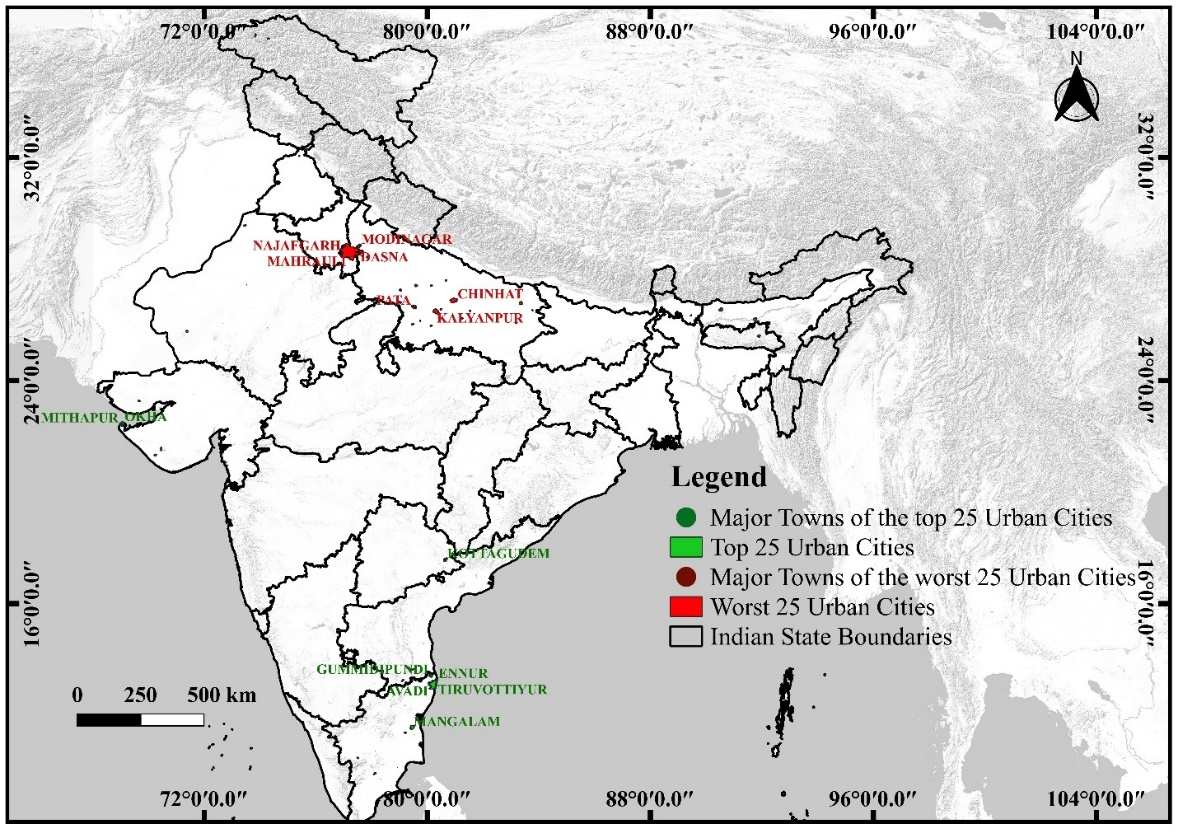 72°0′0.0″ 80°0′0.0″ 88°0′0.0″ 96°0′0.0″ 104°0′0.0″
N
32°0′0.0″
32°0′0.0″
NAJAFGARH
MODINAGAR
MAHRAULI
DASNA
PATA
CHINHAT
KALYANPUR
24°0′0.0″
24°0′0.0″
MITHAPUR OKHA
Legend
Major Towns of the top 25 Urban Cities
Top 25 Urban Cities
Major Towns of the worst 25 Urban Cities
Worst 25 Urban Cities
Indian State Boundaries
KOTTAGUDEM
16°0′0.0″
16°0′0.0″
GUMMIDIPUNDI
ENNUR
AVADI
TIRUVOTTIYUR
MANGALAM
0 250 500 km
72°0′0.0″ 80°0′0.0″ 88°0′0.0″ 96°0′0.0″ 104°0′0.0″